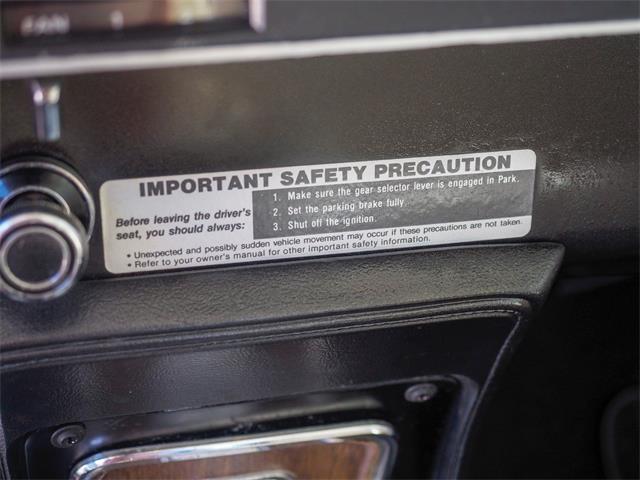 FAN 1
IMPORTANT SAFETY PRECAUTION
Before leaving the driver's
seat, you should always:
1. Make sure the gear selector lever is engaged in Park.
2. Set the parking brake fully.
3. Shut off the ignition.
• Unexpected and possibly sudden vehicle movement may occur if these precautions are not taken.
• Refer to your owner's manual for other important safety information.